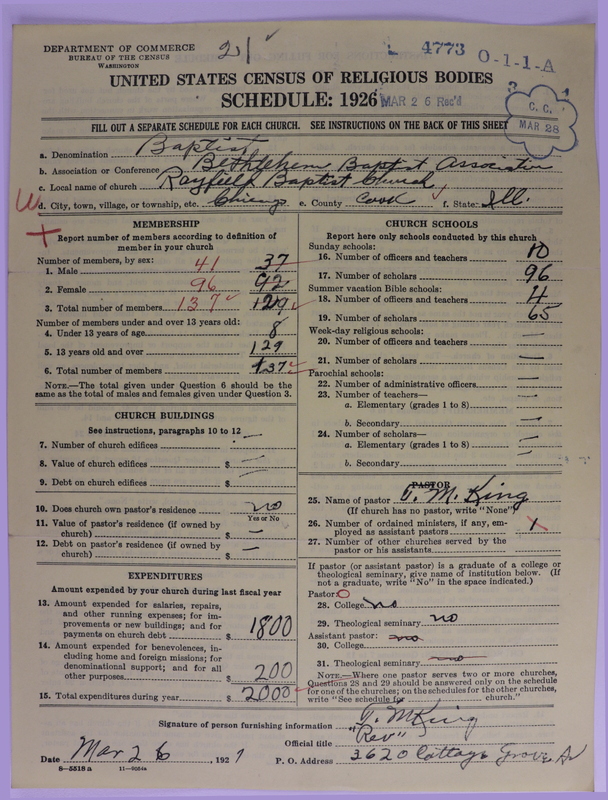 DEPARTMENT OF COMMERCE
BUREAU OF THE CENSUS
WASHINGTON
L 4773 O-1-1-A
UNITED STATES CENSUS OF RELIGIOUS BODIES
SCHEDULE: 1926
MAR 26 Rec'd
C. C.
MAR 28
FILL OUT A SEPARATE SCHEDULE FOR EACH CHURCH. SEE INSTRUCTIONS ON THE BACK OF THIS SHEET
a. Denomination Baptist
b. Association or Conference Bethlehem Baptist Association
c. Local name of church Rayfield Baptist Church
d. City, town, village, or township, etc. Chicago e. County Cook f. State Ill.
MEMBERSHIP
Report number of members according to definition of
member in your church
Number of members, by sex:
1. Male 41 37
2. Female 96 92
3. Total number of members 137 129
Number of members under and over 13 years old:
4. Under 13 years of age 8
5. 13 years old and over 129
6. Total number of members 137
NOTE.—The total given under Question 6 should be the
same as the total of males and females given under Question 3.
CHURCH BUILDINGS
See instructions, paragraphs 10 to 12
7. Number of church edifices —
8. Value of church edifices $ —
9. Debt on church edifices $ —
10. Does church own pastor's residence no
Yes or No
11. Value of pastor's residence (if owned by
church) $ —
12. Debt on pastor's residence (if owned by
church) $ —
EXPENDITURES
Amount expended by your church during last fiscal year
13. Amount expended for salaries, repairs,
and other running expenses; for im-
provements or new buildings; and for
payments on church debt $ 1800
14. Amount expended for benevolences, in-
cluding home and foreign missions; for
denominational support; and for all
other purposes $ 200
15. Total expenditures during year $ 2000
CHURCH SCHOOLS
Report here only schools conducted by this church
Sunday schools:
16. Number of officers and teachers 10
17. Number of scholars 96
Summer vacation Bible schools:
18. Number of officers and teachers 4
19. Number of scholars 65
Week-day religious schools:
20. Number of officers and teachers —
21. Number of scholars —
Parochial schools:
22. Number of administrative officers —
23. Number of teachers—
a. Elementary (grades 1 to 8) —
b. Secondary —
24. Number of scholars—
a. Elementary (grades 1 to 8) —
b. Secondary —
PASTOR
25. Name of pastor T. M. King
(If church has no pastor, write "None")
26. Number of ordained ministers, if any, em-
ployed as assistant pastors 1
27. Number of other churches served by the
pastor or his assistants
If pastor (or assistant pastor) is a graduate of a college or
theological seminary, give name of institution below. (If
not a graduate, write "No" in the space indicated.)
Pastor: O
28. College no
29. Theological seminary no
Assistant pastor: no
30. College
31. Theological seminary no
NOTE.—Where one pastor serves two or more churches,
Questions 28 and 29 should be answered only on the schedule
for one of the churches; on the schedules for the other churches,
write "See schedule for church."
Signature of person furnishing information T. M King
Official title "Rev"
Date Mar 26, 1927 P. O. Address 3620 Cottage Grove Av
8—5518 a